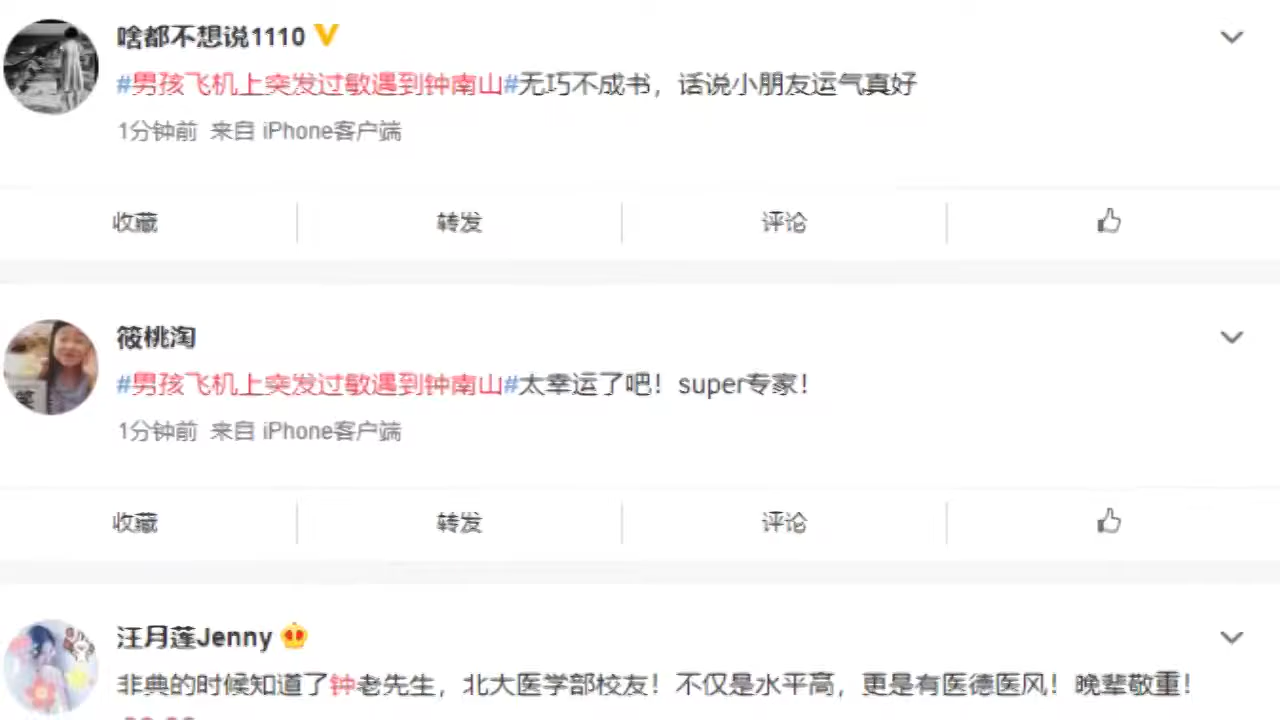 啥都不想说1110
#男孩飞机上突发过敏遇到钟南山#无巧不成书，话说小朋友运气真好
1分钟前 来自 iPhone客户端
收藏 转发 评论
筱桃淘
#男孩飞机上突发过敏遇到钟南山#太幸运了吧！super专家！
1分钟前 来自 iPhone客户端
收藏 转发 评论
汪月莲Jenny
非典的时候知道了钟老先生，北大医学部校友！不仅是水平高，更是有医德医风！晚辈敬重！